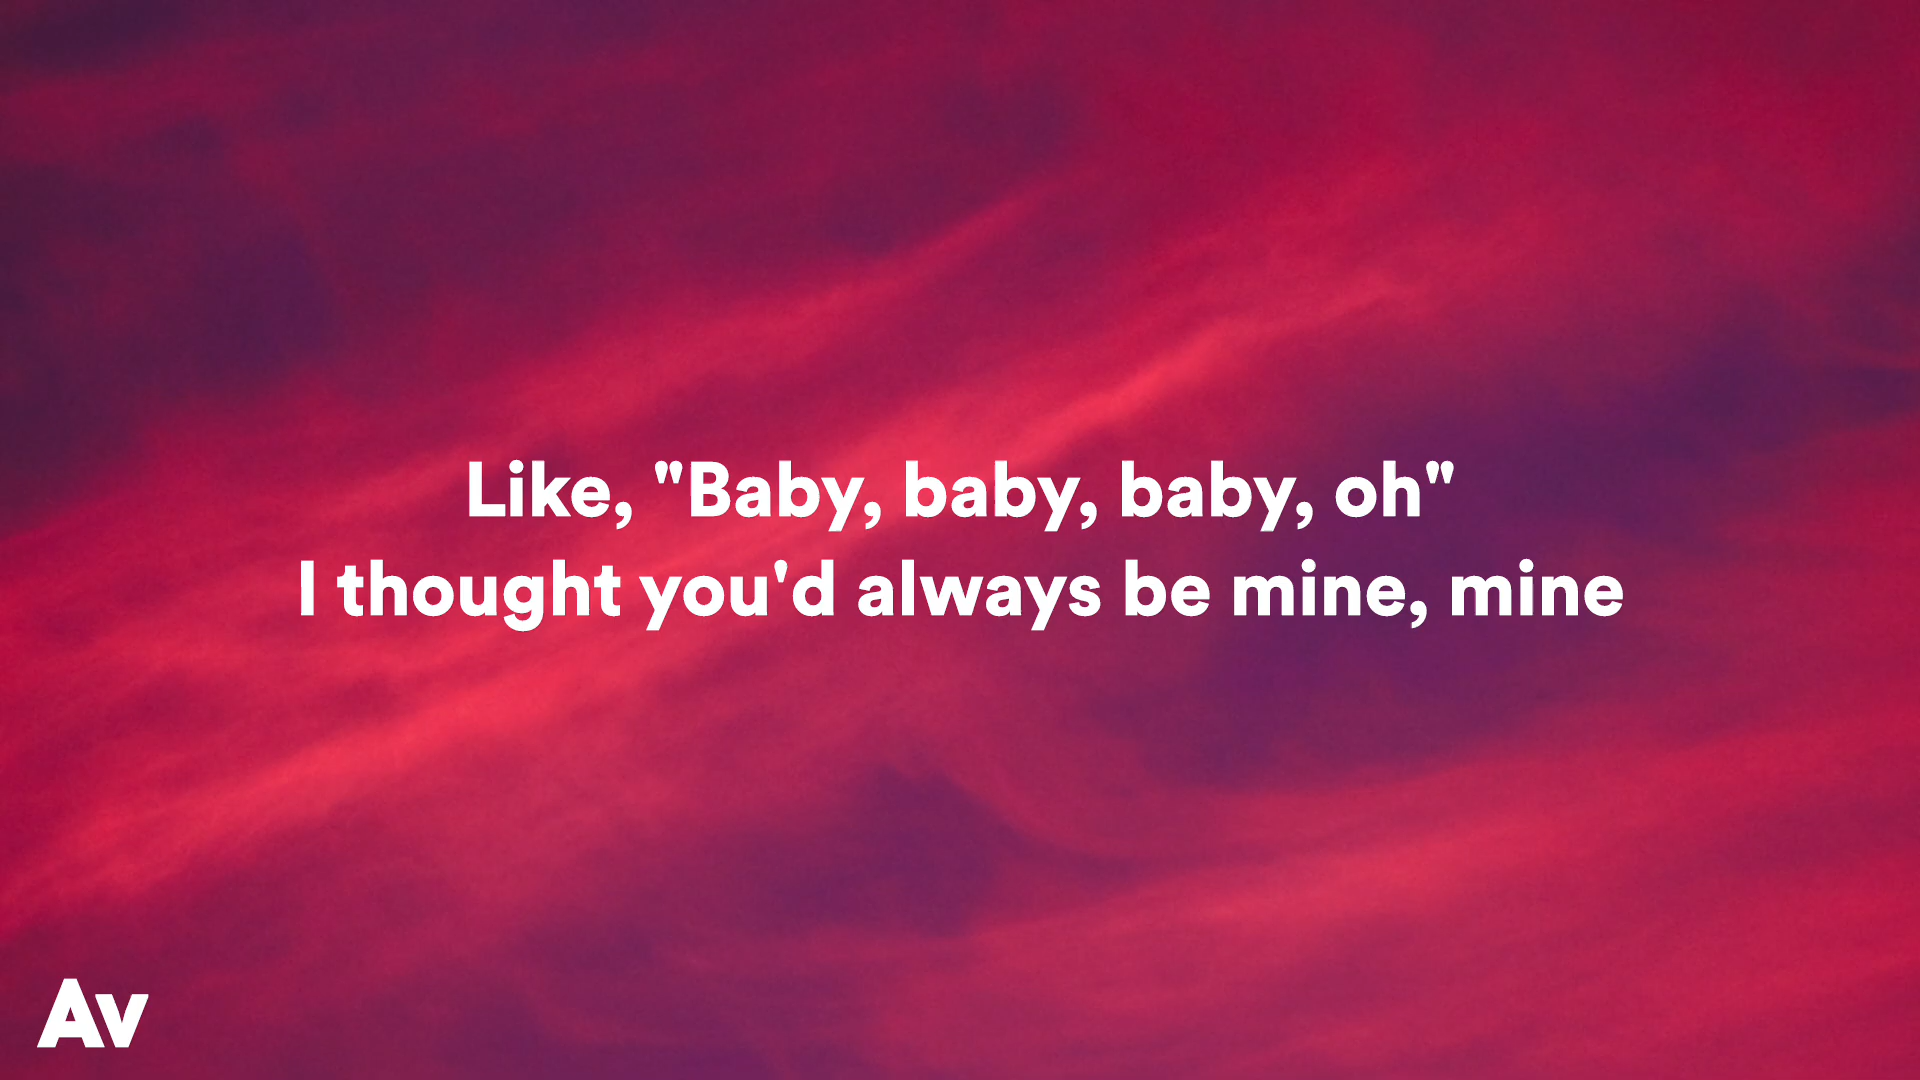 Like, "Baby, baby, baby, oh"
I thought you'd always be mine, mine
Av